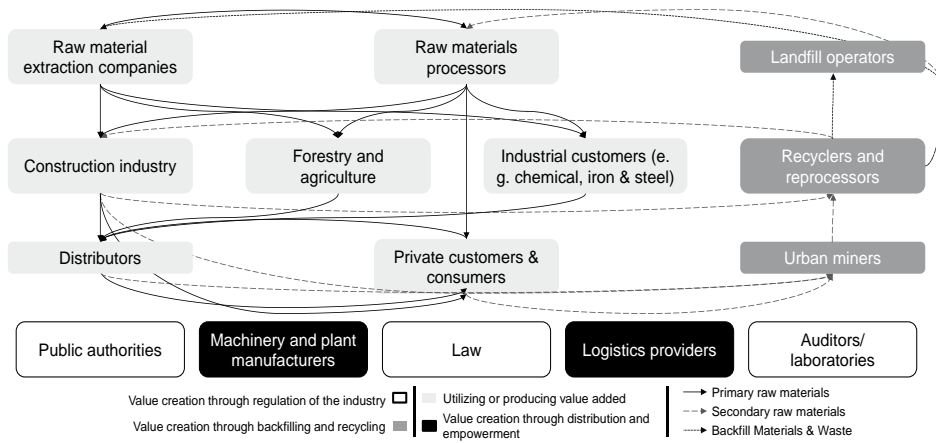 Raw material
extraction companies
Raw materials
processors
Landfill operators
Construction industry
Forestry and
agriculture
Industrial customers (e.
g. chemical, iron & steel)
Recyclers and
reprocessors
Distributors
Private customers &
consumers
Urban miners
Public authorities
Machinery and plant
manufacturers
Law
Logistics providers
Auditors/
laboratories
Value creation through regulation of the industry
Value creation through backfilling and recycling
Utilizing or producing value added
Value creation through distribution and
empowerment
Primary raw materials
Secondary raw materials
Backfill Materials & Waste